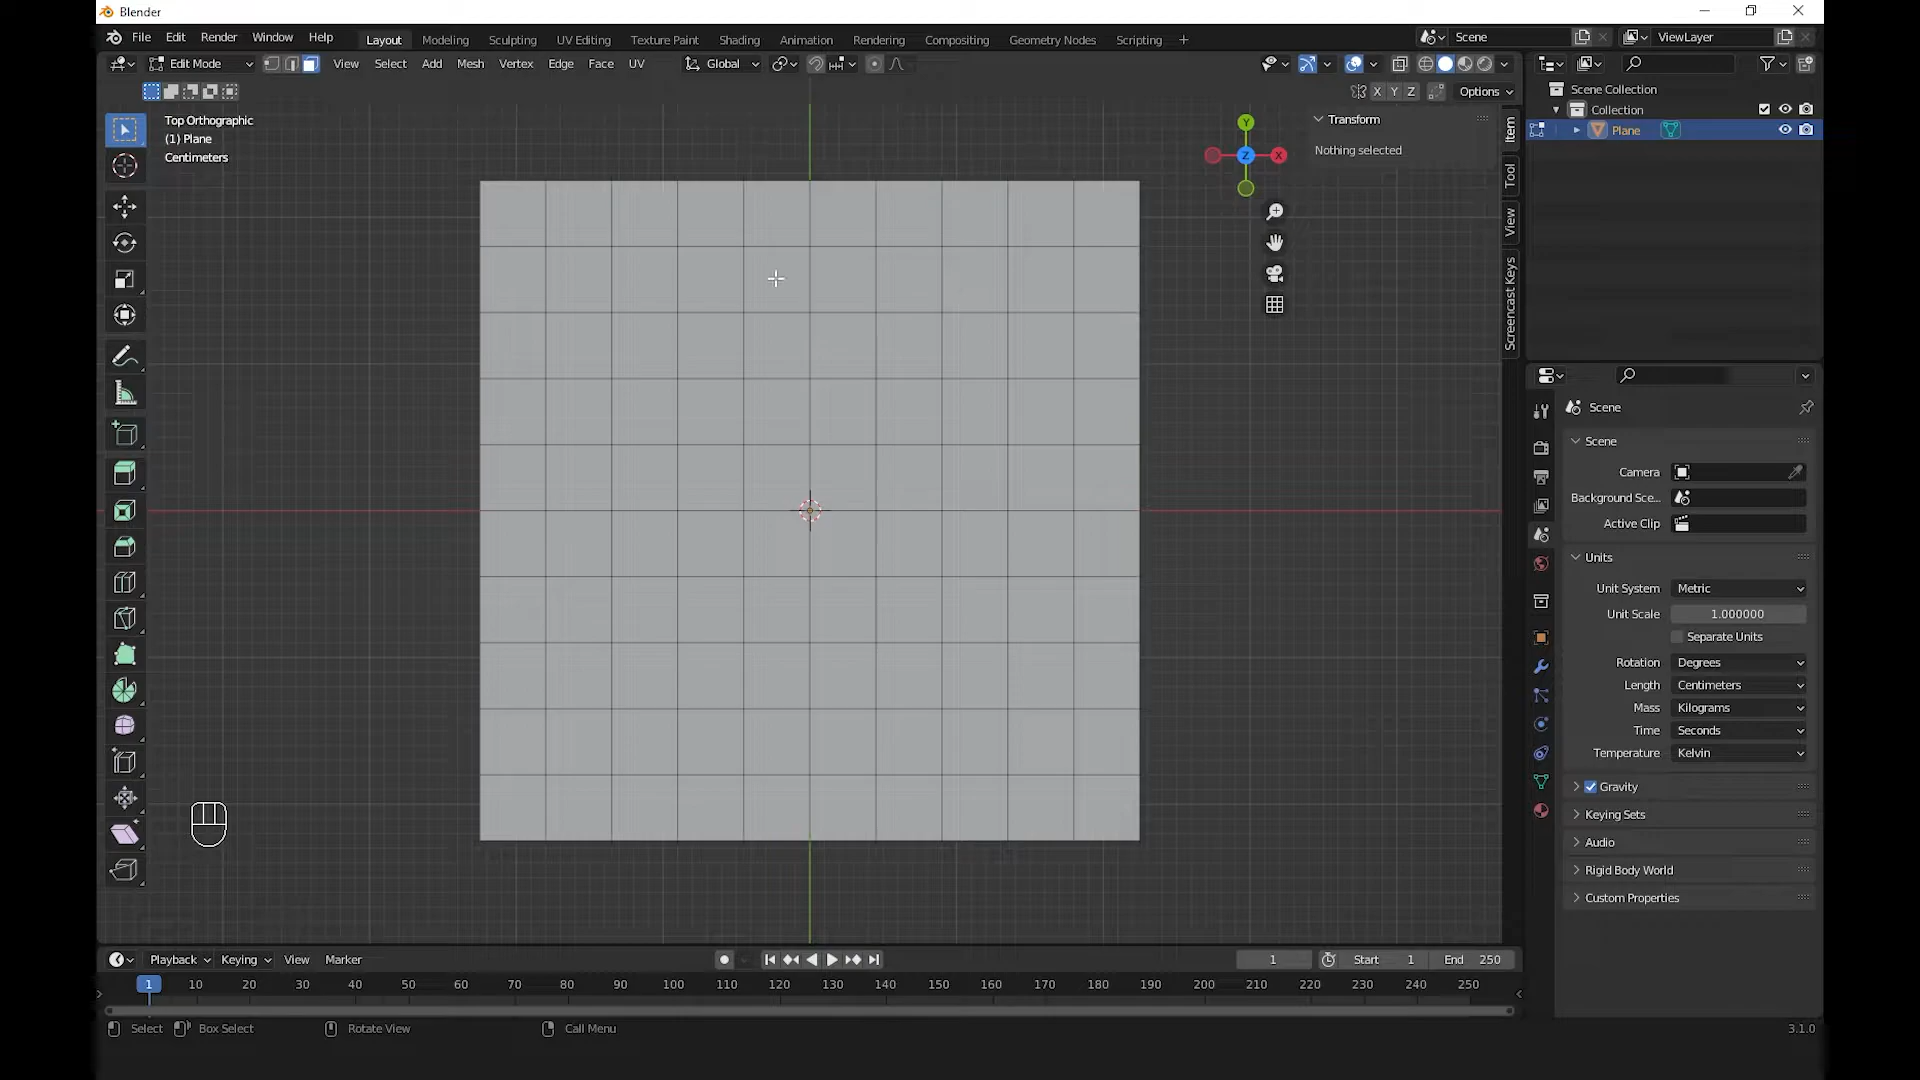 Blender
File Edit Render Window Help Layout Modeling Sculpting UV Editing Texture Paint Shading Animation Rendering Compositing Geometry Nodes Scripting + Scene ViewLayer
Edit Mode View Select Add Mesh Vertex Edge Face UV Global
X Y Z Options
Top Orthographic
(1) Plane
Centimeters
Y
X
Z
Transform
Nothing selected
Item
Tool
View
Screencast Keys
Scene Collection
Collection
Plane
Scene
Scene
Camera
Background Sce...
Active Clip
Units
Unit System Metric
Unit Scale 1.000000
Separate Units
Rotation Degrees
Length Centimeters
Mass Kilograms
Time Seconds
Temperature Kelvin
Gravity
Keying Sets
Audio
Rigid Body World
Custom Properties
Playback Keying View Marker 1 Start 1 End 250
1 10 20 30 40 50 60 70 80 90 100 110 120 130 140 150 160 170 180 190 200 210 220 230 240 250
Select Box Select Rotate View Call Menu 3.1.0